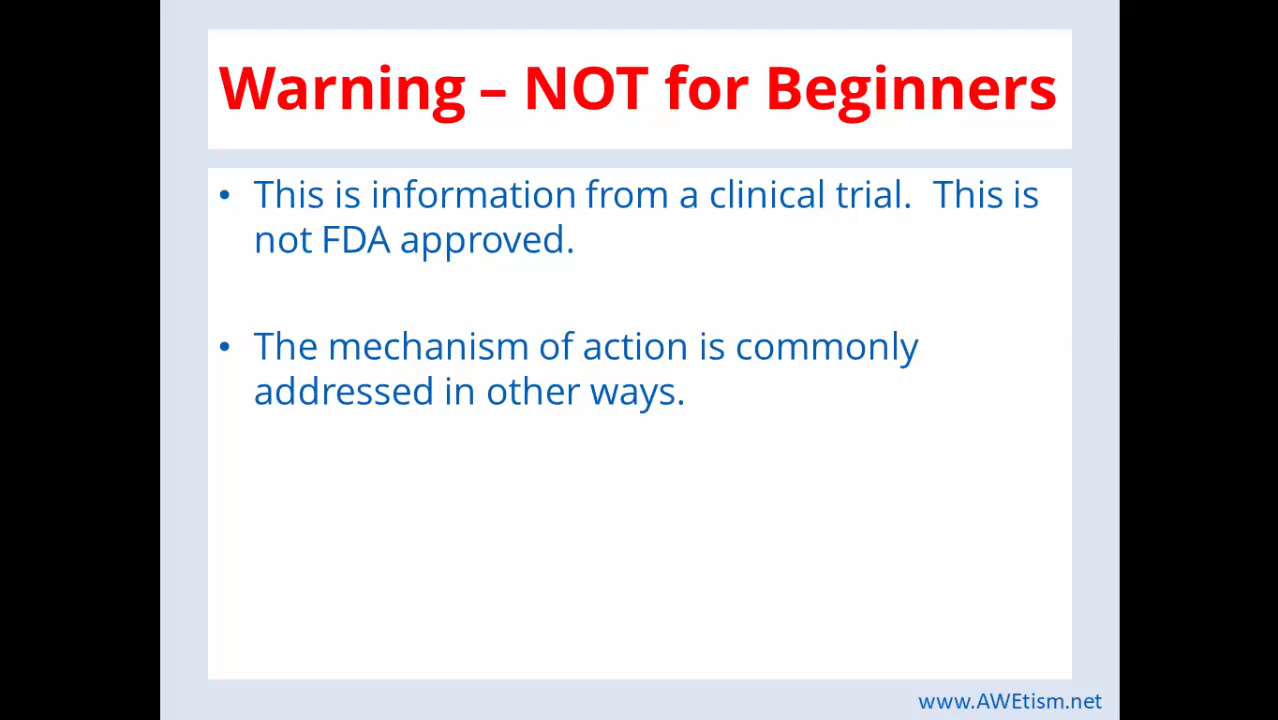 Warning – NOT for Beginners
• This is information from a clinical trial.  This is
not FDA approved.
• The mechanism of action is commonly
addressed in other ways.
www.AWEtism.net